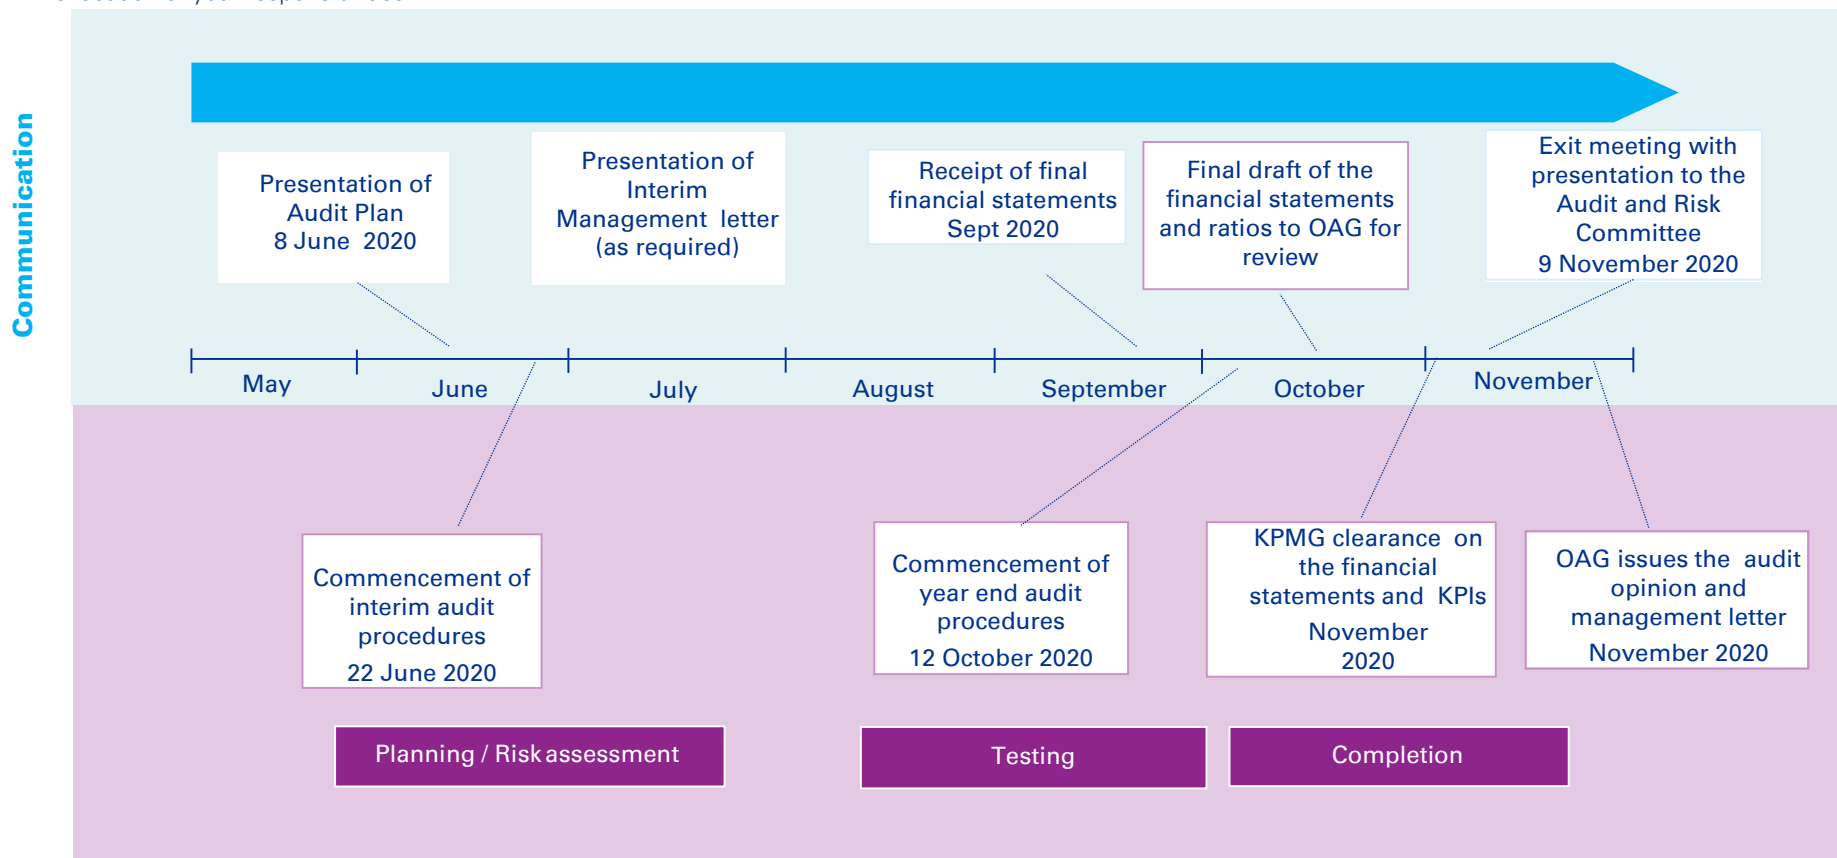 Communication
Presentation of
Audit Plan
8 June 2020
Presentation of
Interim
Management letter
(as required)
Receipt of final
financial statements
Sept 2020
Final draft of the
financial statements
and ratios to OAG for
review
Exit meeting with
presentation to the
Audit and Risk
Committee
9 November 2020
May
June
July
August
September
October
November
Commencement of
interim audit
procedures
22 June 2020
Commencement of
year end audit
procedures
12 October 2020
KPMG clearance on
the financial
statements and KPIs
November
2020
OAG issues the audit
opinion and
management letter
November 2020
Planning / Risk assessment
Testing
Completion